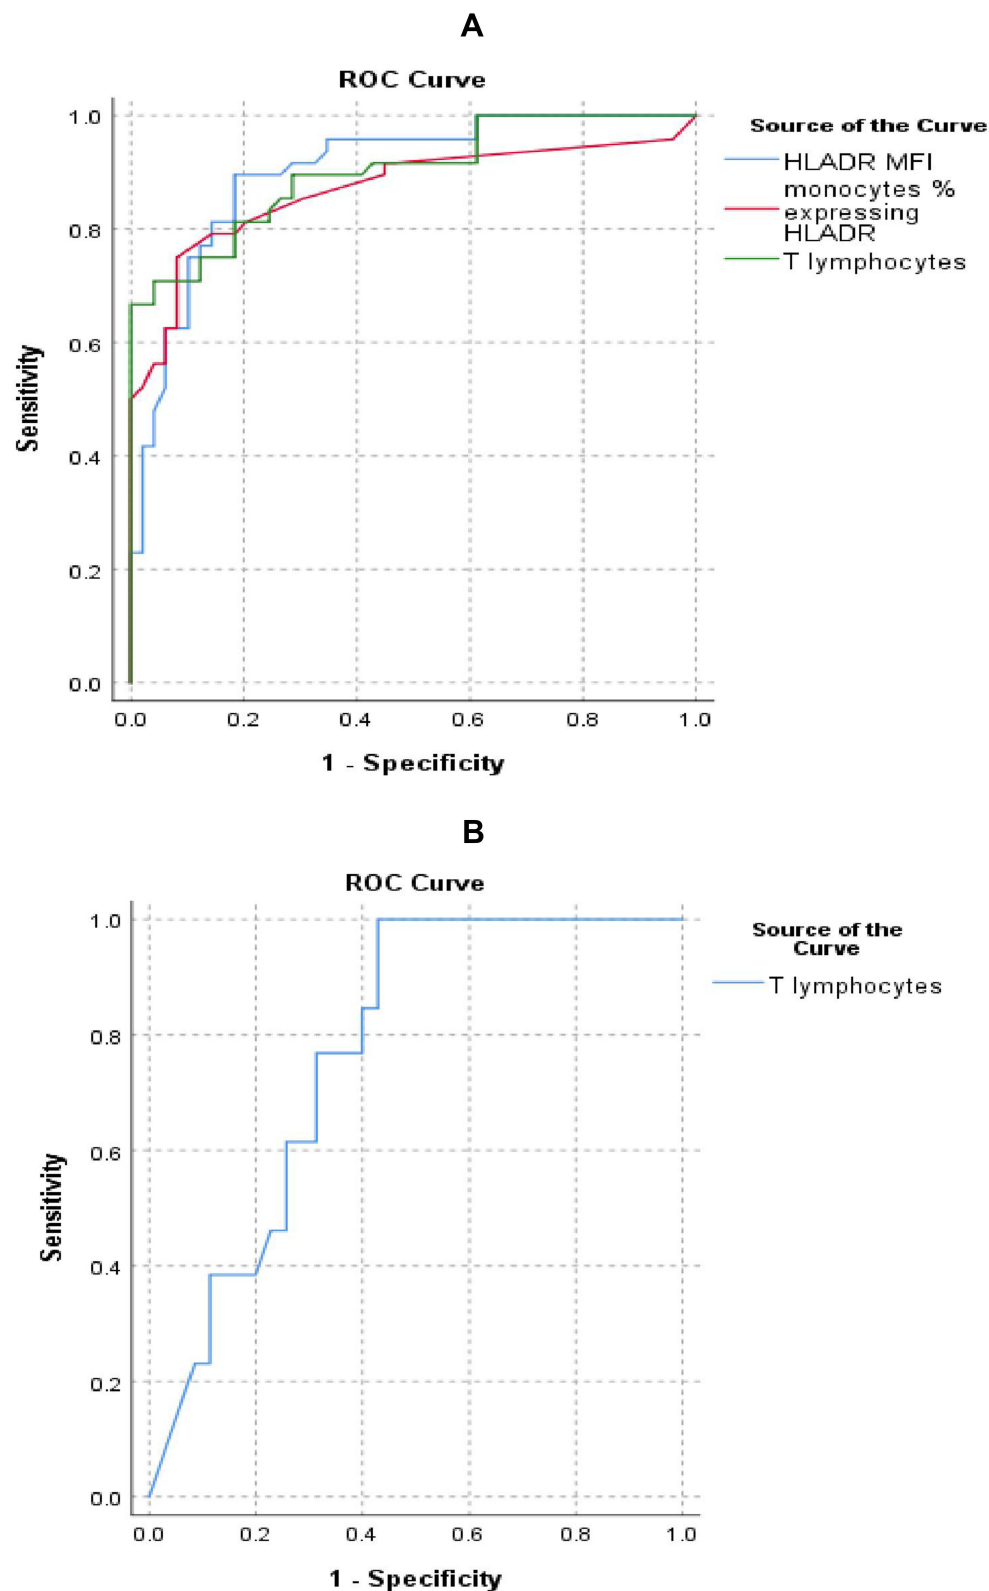 A
ROC Curve
Source of the Curve
HLADR MFI
monocytes %
expressing
HLADR
T lymphocytes
1.0
0.8
0.6
0.4
0.2
0.0
Sensitivity
0.0 0.2 0.4 0.6 0.8 1.0
1 - Specificity
B
ROC Curve
Source of the
Curve
T lymphocytes
1.0
0.8
0.6
0.4
0.2
0.0
Sensitivity
0.0 0.2 0.4 0.6 0.8 1.0
1 - Specificity